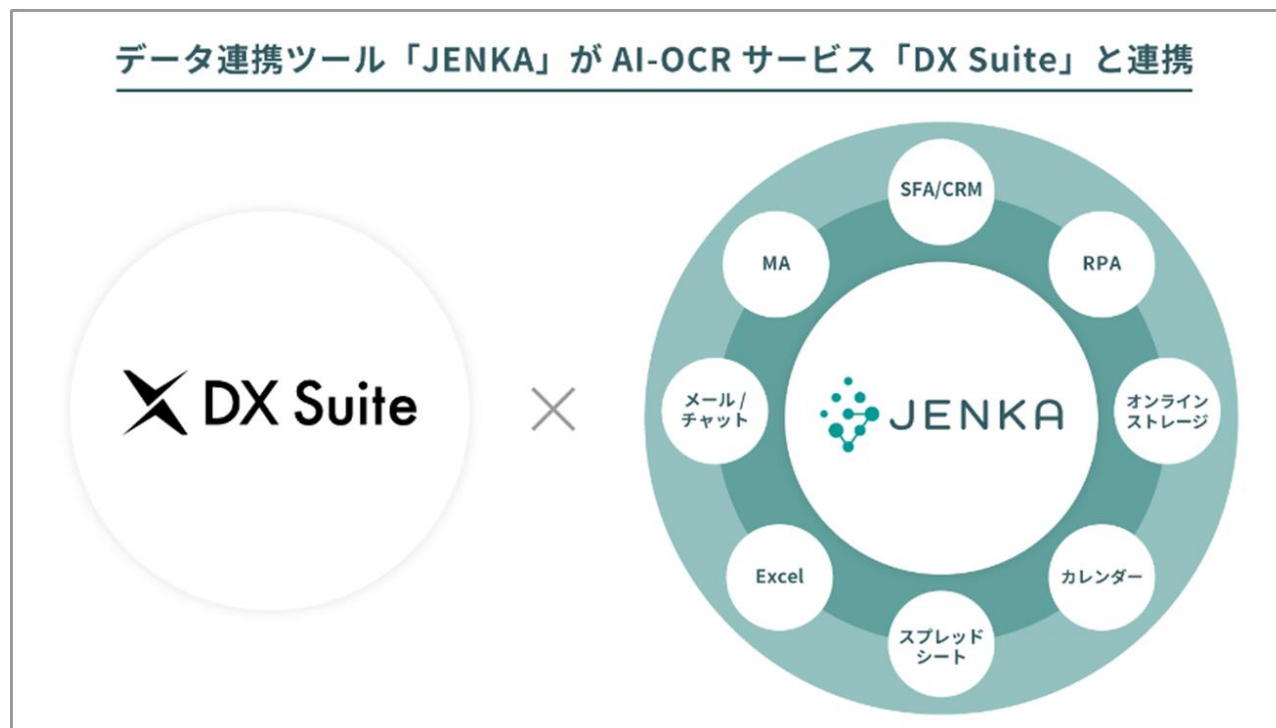 データ連携ツール「JENKA」が AI-OCR サービス「DX Suite」と連携
DX Suite
JENKA
SFA/CRM
RPA
オンライン
ストレージ
カレンダー
スプレッド
シート
Excel
メール /
チャット
MA